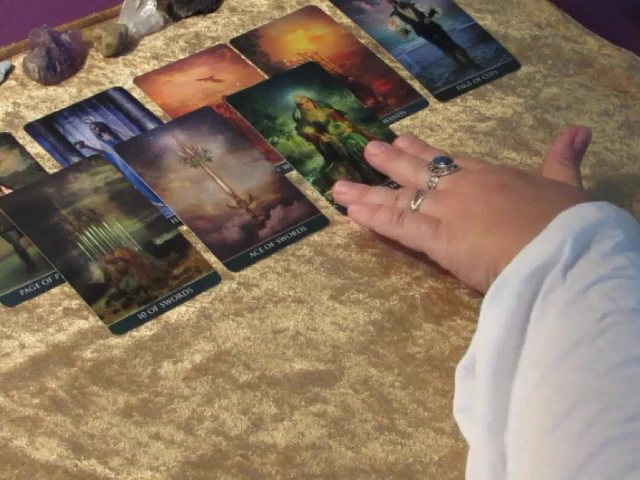 PAGE OF CUPS
WANDS
ACE OF SWORDS
PAGE OF P
10 OF SWORDS